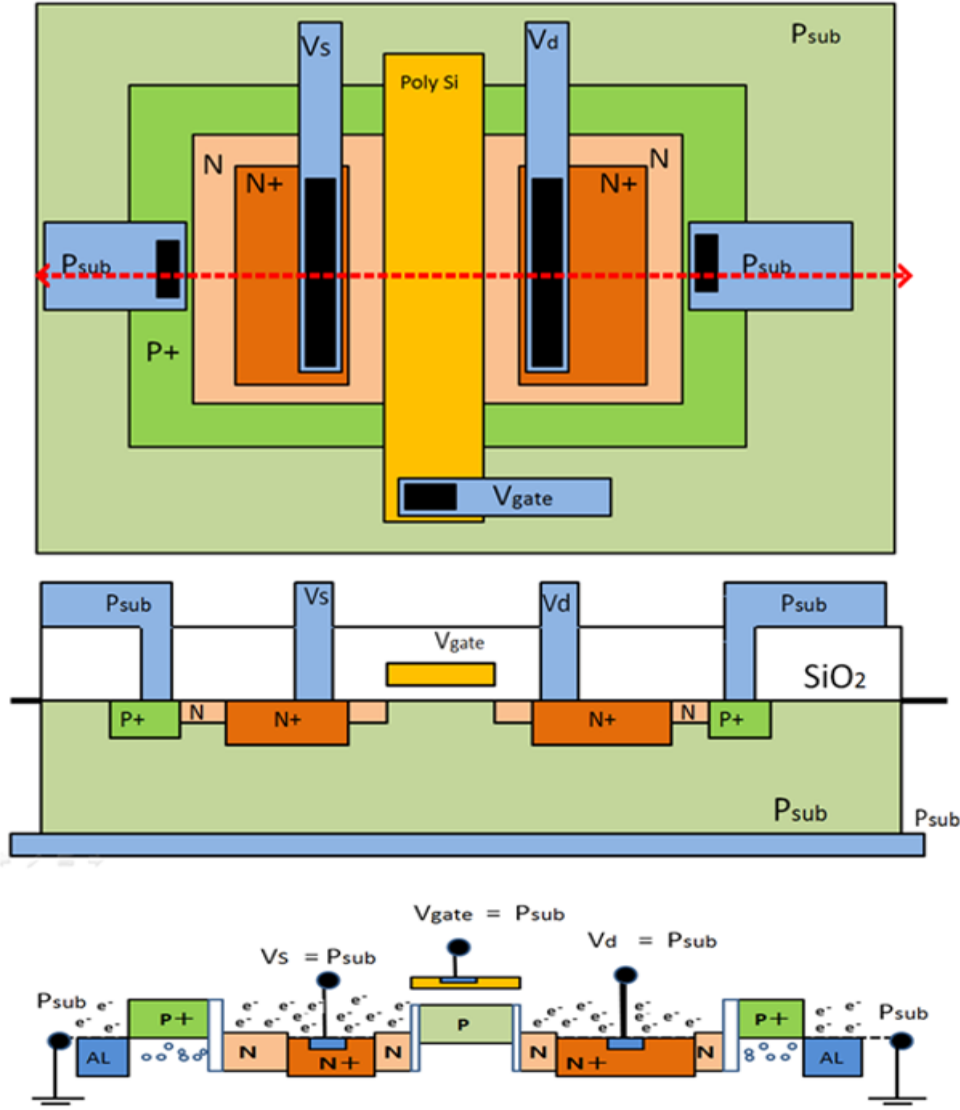 Psub
Vs
Vd
Poly Si
N
N
N+
N+
Psub
Psub
P+
Vgate
Psub
Vs
Vd
Psub
Vgate
SiO2
P+
N
N+
N+
N
P+
Psub
Psub
Vgate = Psub
Vs = Psub
Vd = Psub
Psub
e- e- e- e- e- e- e- e- e- e- e- e- e- e- e- e- e- e- e- e- e- e- e- e- e- e- e- e- e- e-
Psub
P+
P
P+
AL
N
N+
N
N
N+
N
AL